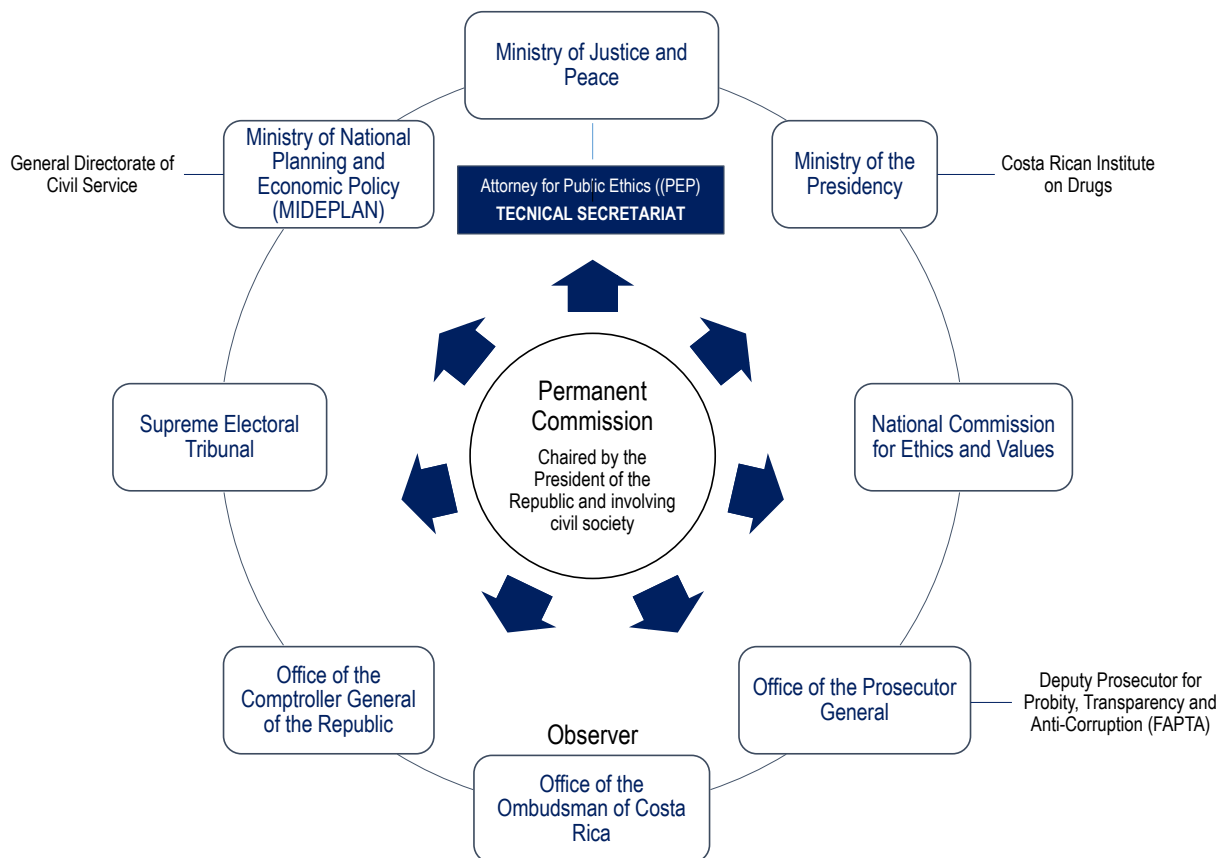 Ministry of Justice and
Peace
Ministry of National
Planning and
Economic Policy
(MIDEPLAN)
General Directorate of
Civil Service
Attorney for Public Ethics ((PEP)
TECNICAL SECRETARIAT
Ministry of the
Presidency
Costa Rican Institute
on Drugs
Permanent
Commission
Chaired by the
President of the
Republic and involving
civil society
Supreme Electoral
Tribunal
National Commission
for Ethics and Values
Office of the
Comptroller General
of the Republic
Office of the Prosecutor
General
Deputy Prosecutor for
Probity, Transparency and
Anti-Corruption (FAPTA)
Observer
Office of the
Ombudsman of Costa
Rica